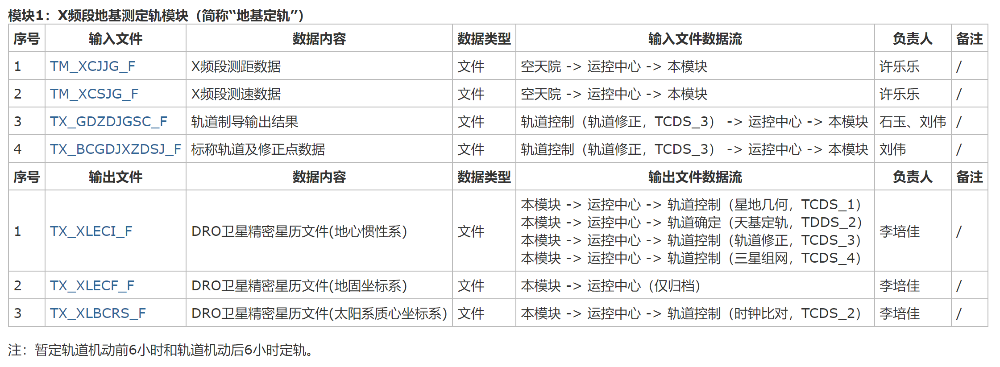 模块1：X频段地基测定轨模块（简称“地基定轨”）
序号 输入文件 数据内容 数据类型 输入文件数据流 负责人 备注
1 TM_XCJJG_F X频段测距数据 文件 空天院 -> 运控中心 -> 本模块 许乐乐 /
2 TM_XCSJG_F X频段测速数据 文件 空天院 -> 运控中心 -> 本模块 许乐乐 /
3 TX_GDZDJGSC_F 轨道制导输出结果 文件 轨道控制（轨道修正，TCDS_3） -> 运控中心 -> 本模块 石玉、刘伟 /
4 TX_BCGDJXZDSJ_F 标称轨道及修正点数据 文件 轨道控制（轨道修正，TCDS_3） -> 运控中心 -> 本模块 刘伟 /
序号 输出文件 数据内容 数据类型 输出文件数据流 负责人 备注
本模块 -> 运控中心 -> 轨道控制（星地几何，TCDS_1）
本模块 -> 运控中心 -> 轨道确定（天基定轨，TDDS_2）
1 TX_XLECI_F DRO卫星精密星历文件(地心惯性系) 文件 李培佳 /
本模块 -> 运控中心 -> 轨道控制（轨道修正，TCDS_3）
本模块 -> 运控中心 -> 轨道控制（三星组网，TCDS_4）
2 TX_XLECF_F DRO卫星精密星历文件(地固坐标系) 文件 本模块 -> 运控中心（仅归档） 李培佳 /
3 TX_XLBCRS_F DRO卫星精密星历文件(太阳系质心坐标系) 文件 本模块 -> 运控中心 -> 轨道控制（时钟比对，TCDS_2） 李培佳 /
注：暂定轨道机动前6小时和轨道机动后6小时定轨。